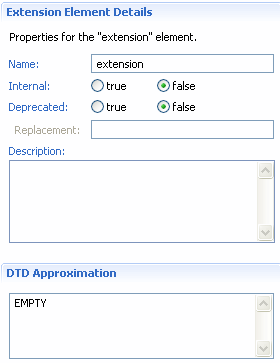 Extension Element Details
Properties for the "extension" element.
Name: extension
Internal: true false
Deprecated: true false
Replacement:
Description:
DTD Approximation
EMPTY